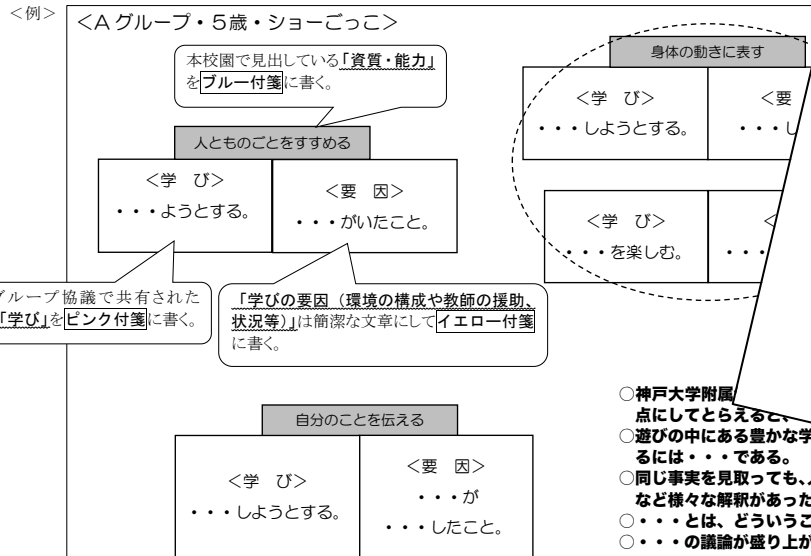 ＜例＞
＜A グループ・５歳・ショーごっこ＞
本校園で見出している「資質・能力」
をブルー付箋に書く。
人とものごとをすすめる
＜学　び＞
・・・ようとする。
＜要　因＞
・・・がいたこと。
身体の動きに表す
＜学　び＞
・・・しようとする。
＜要
・・・し
＜学　び＞
・・・を楽しむ。
＜
・・・
グループ協議で共有された
「学び」をピンク付箋に書く。
「学びの要因（環境の構成や教師の援助、
状況等）」は簡潔な文章にしてイエロー付箋
に書く。
自分のことを伝える
＜学　び＞
・・・しようとする。
＜要　因＞
・・・が
・・・したこと。
○神戸大学附属
点にしてとらえると、
○遊びの中にある豊かな学
るには・・・である。
○同じ事実を見取っても、
など様々な解釈があった
○・・・とは、どういうこ
○・・・の議論が盛り上が